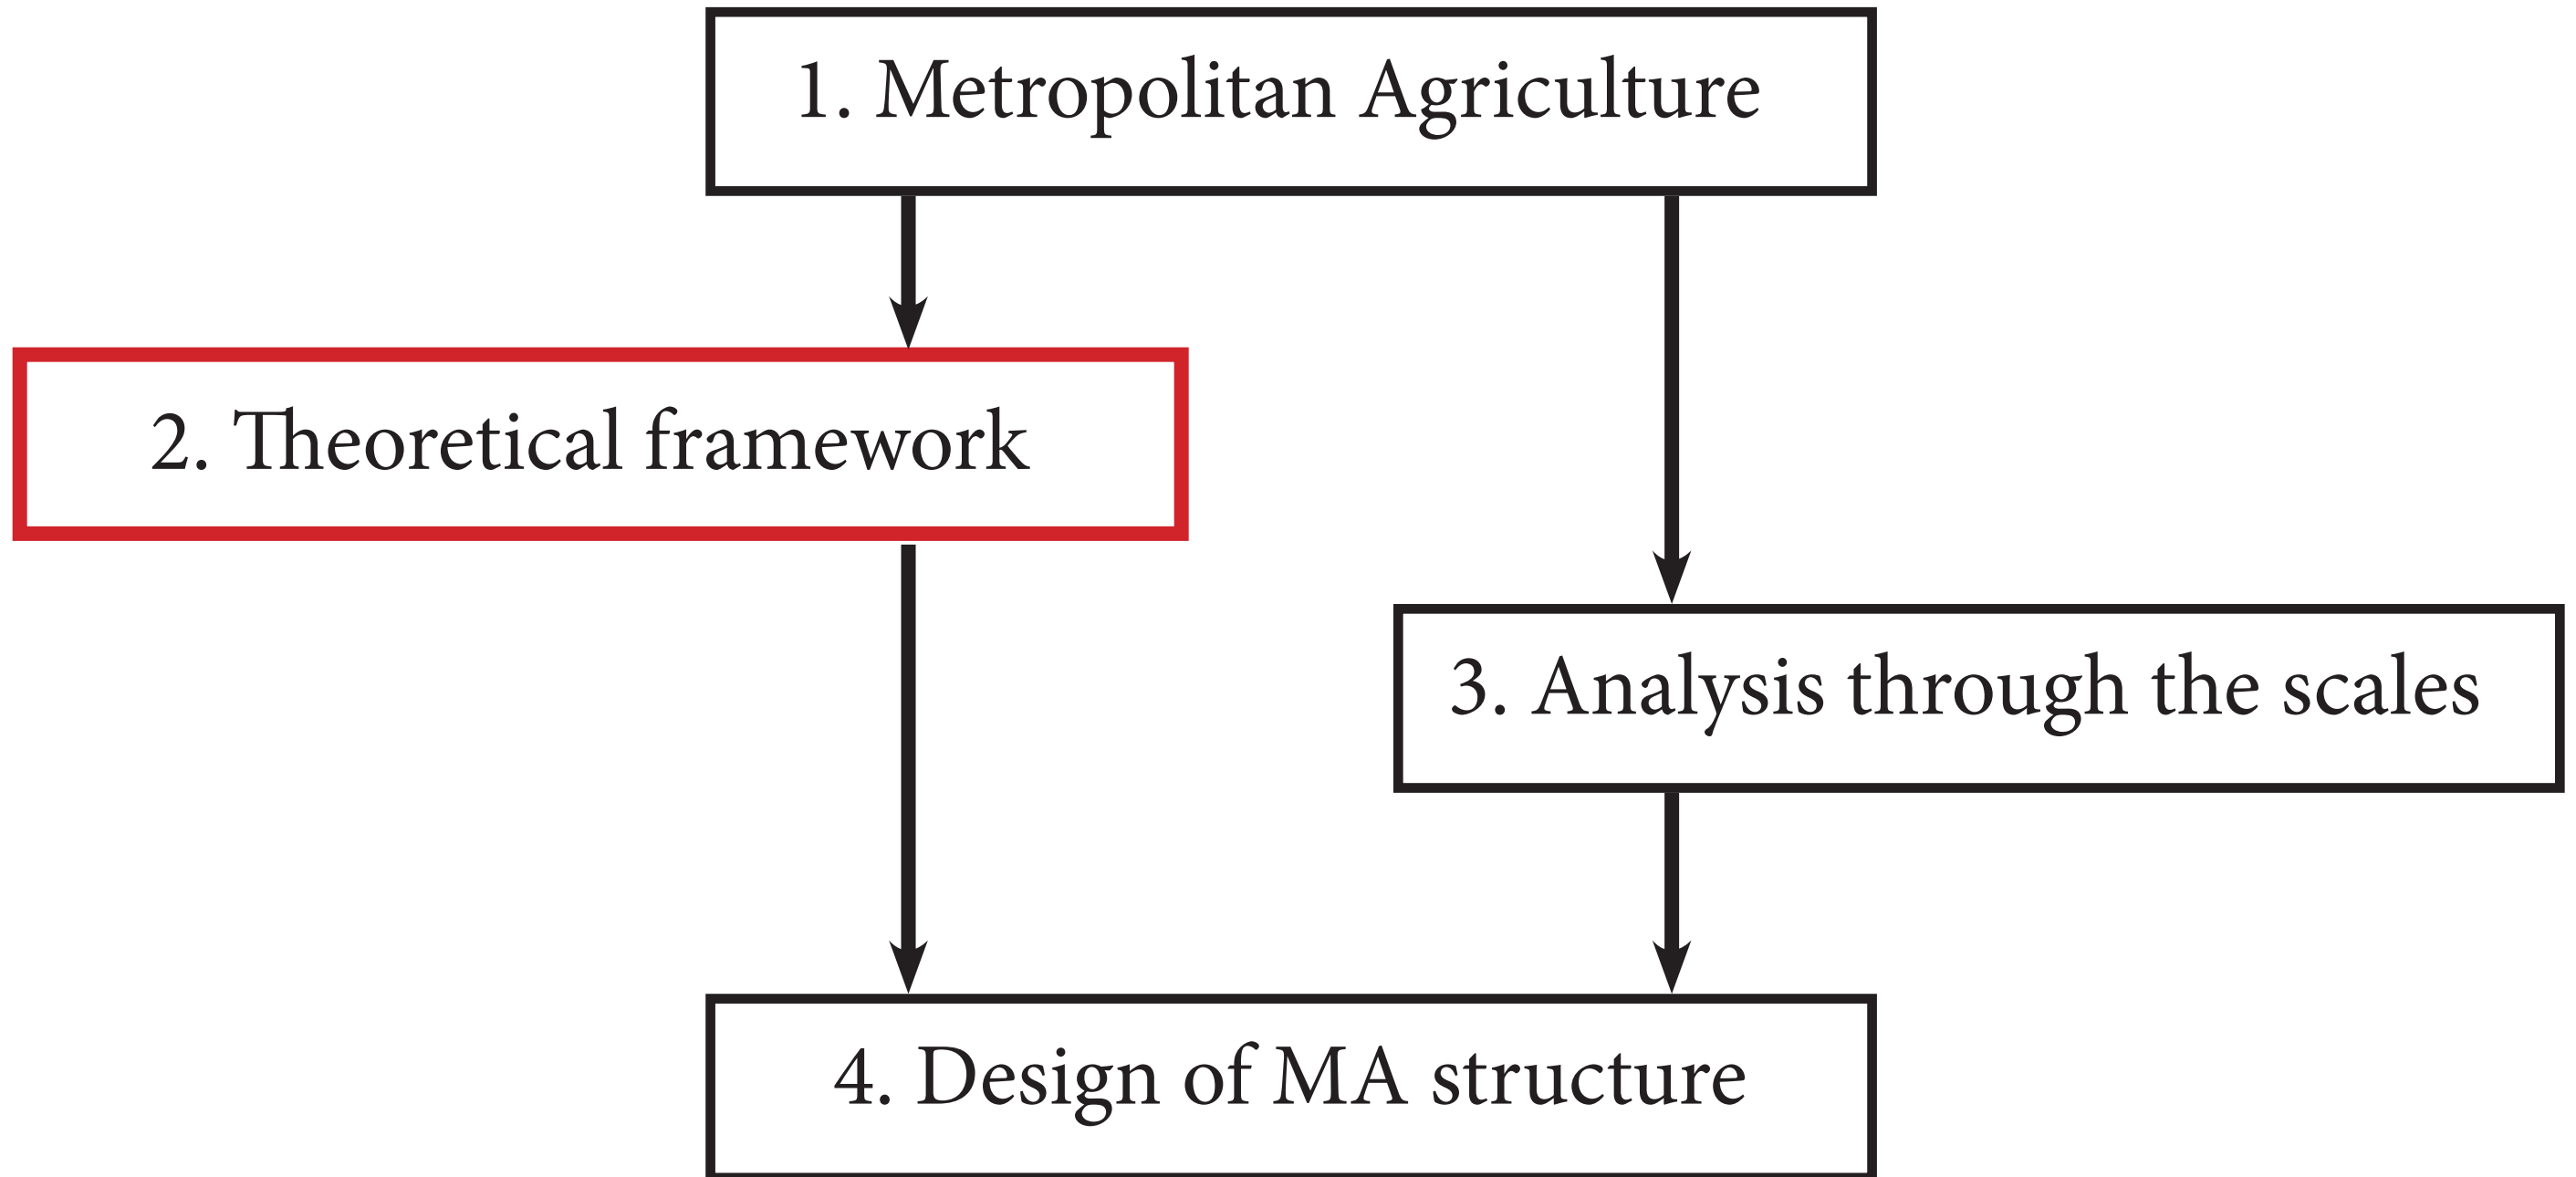 1. Metropolitan Agriculture
2. Theoretical framework
3. Analysis through the scales
4. Design of MA structure